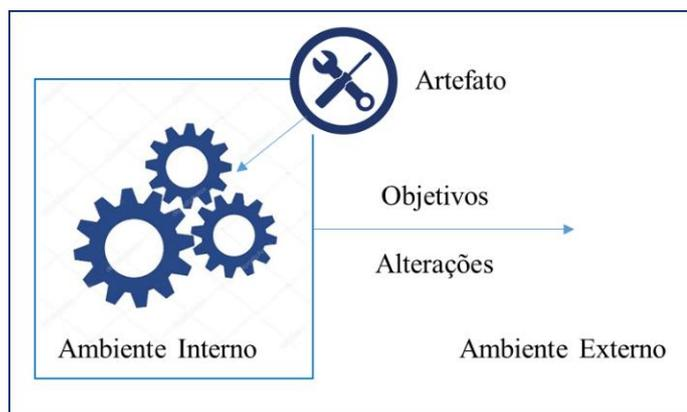 Artefato
Objetivos
Alterações
Ambiente Interno
Ambiente Externo